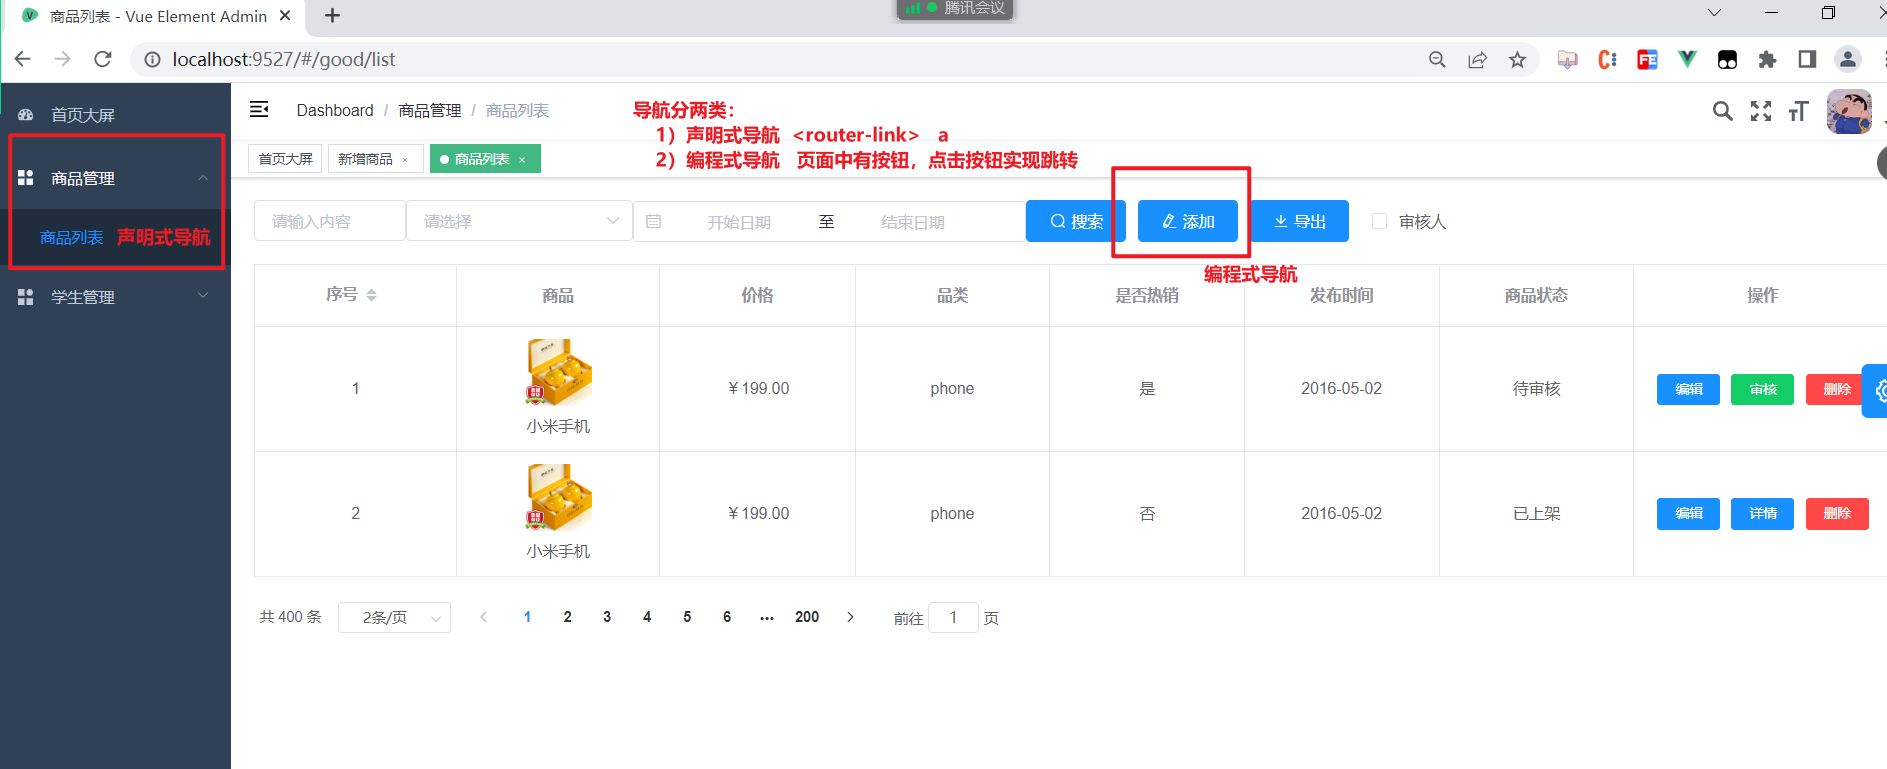 商品列表 - Vue Element Admin
腾讯会议
localhost:9527/#/good/list
首页大屏
商品管理
商品列表 声明式导航
学生管理
Dashboard / 商品管理 / 商品列表
导航分两类：
1）声明式导航 <router-link> a
2）编程式导航 页面中有按钮，点击按钮实现跳转
首页大屏 新增商品 × 商品列表 ×
请输入内容 请选择 开始日期 至 结束日期 搜索 添加 导出 审核人
编程式导航
序号 商品 价格 品类 是否热销 发布时间 商品状态 操作
1 小米手机 ￥199.00 phone 是 2016-05-02 待审核 编辑 审核 删除
2 小米手机 ￥199.00 phone 否 2016-05-02 已上架 编辑 详情 删除
共 400 条 2条/页 1 2 3 4 5 6 ... 200 前往 1 页